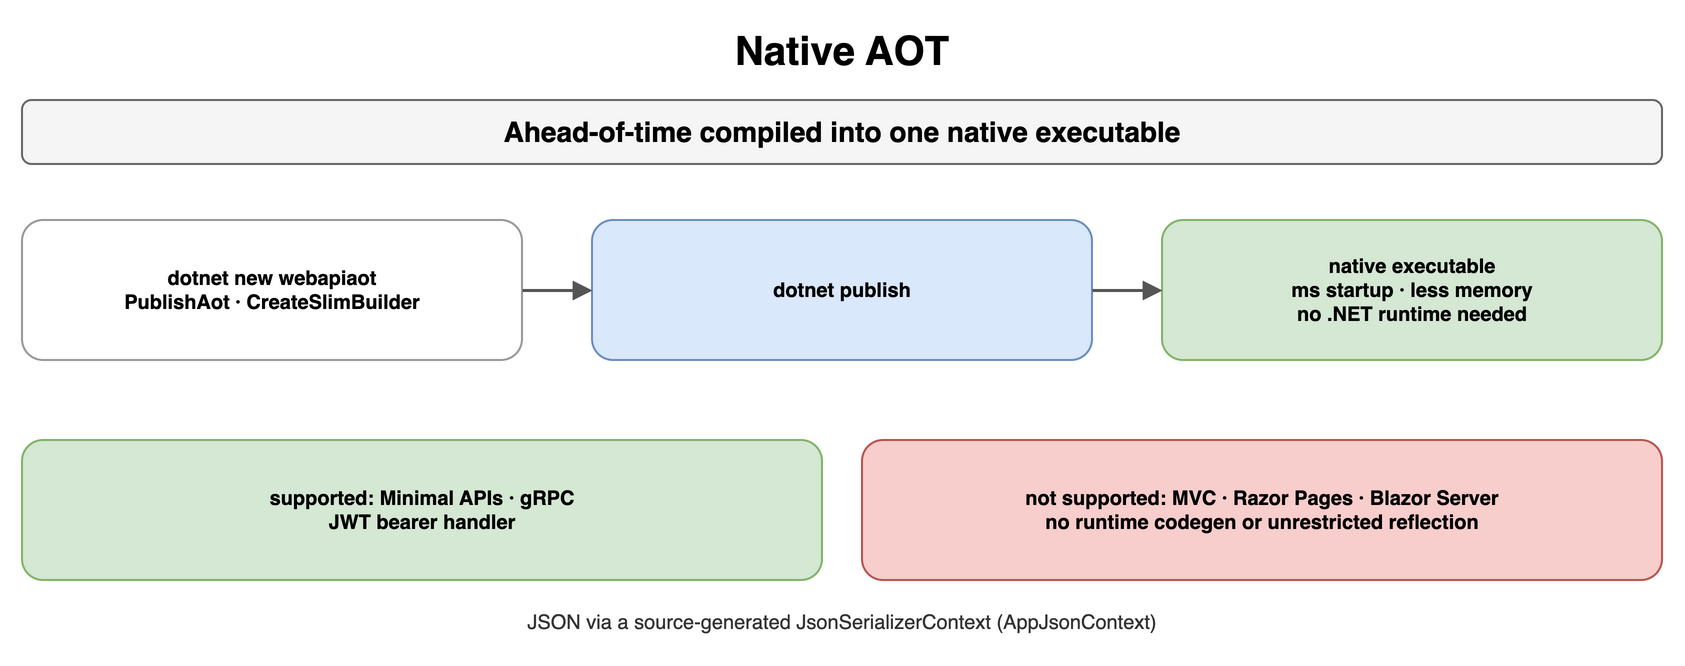 Native AOT
Ahead-of-time compiled into one native executable
dotnet new webapiaot
PublishAot · CreateSlimBuilder
dotnet publish
native executable
ms startup · less memory
no .NET runtime needed
supported: Minimal APIs · gRPC
JWT bearer handler
not supported: MVC · Razor Pages · Blazor Server
no runtime codegen or unrestricted reflection
JSON via a source-generated JsonSerializerContext (AppJsonContext)